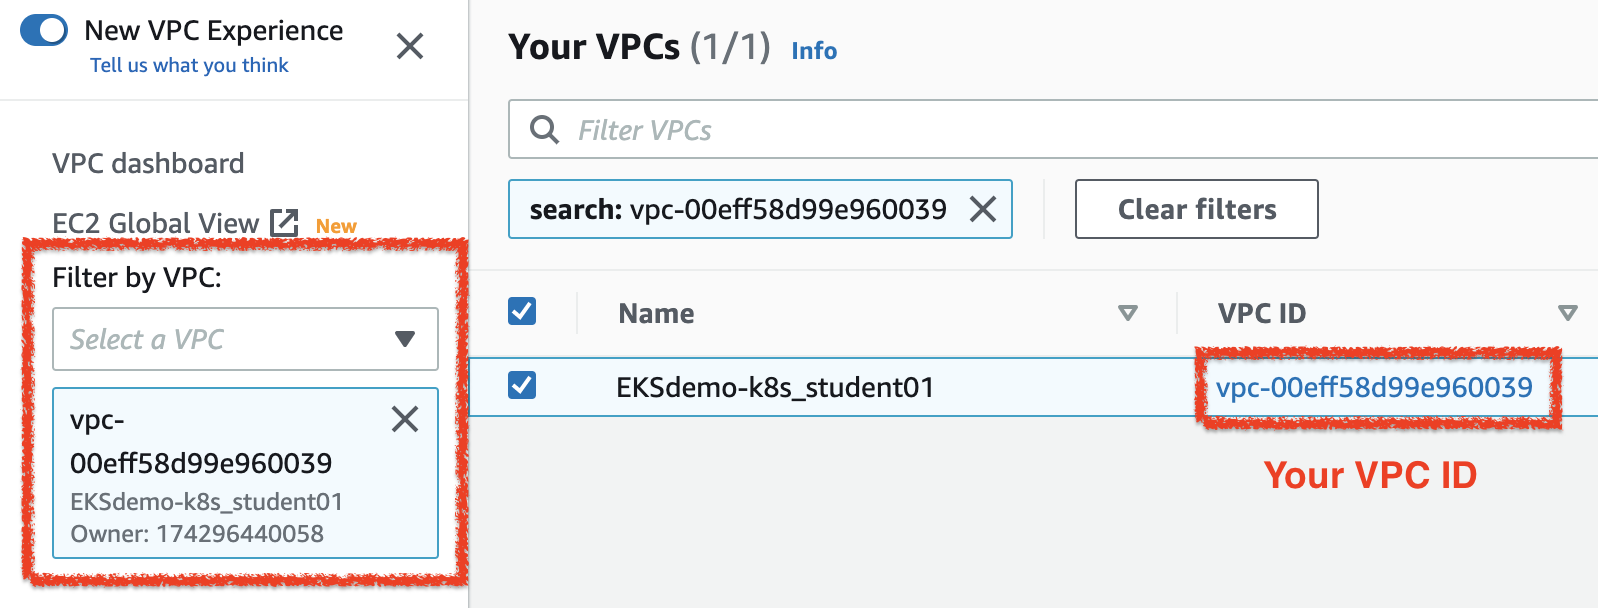 New VPC Experience
Tell us what you think
VPC dashboard
EC2 Global View New
Filter by VPC:
Select a VPC
vpc-
00eff58d99e960039
EKSdemo-k8s_student01
Owner: 174296440058
Your VPCs (1/1) Info
Filter VPCs
search: vpc-00eff58d99e960039
Clear filters
Name VPC ID
EKSdemo-k8s_student01 vpc-00eff58d99e960039
Your VPC ID